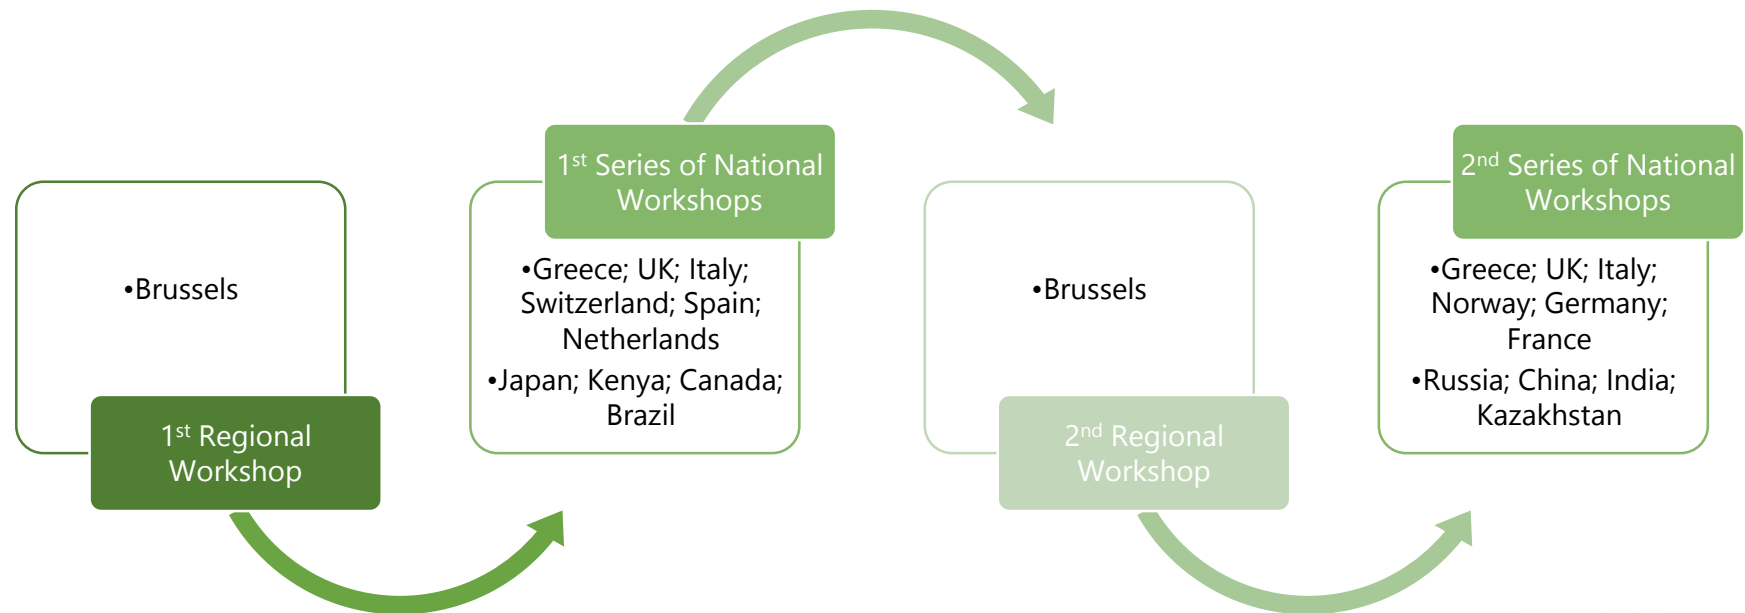 •Brussels
1st Regional
Workshop
1st Series of National
Workshops
•Greece; UK; Italy;
Switzerland; Spain;
Netherlands
•Japan; Kenya; Canada;
Brazil
•Brussels
2nd Regional
Workshop
2nd Series of National
Workshops
•Greece; UK; Italy;
Norway; Germany;
France
•Russia; China; India;
Kazakhstan